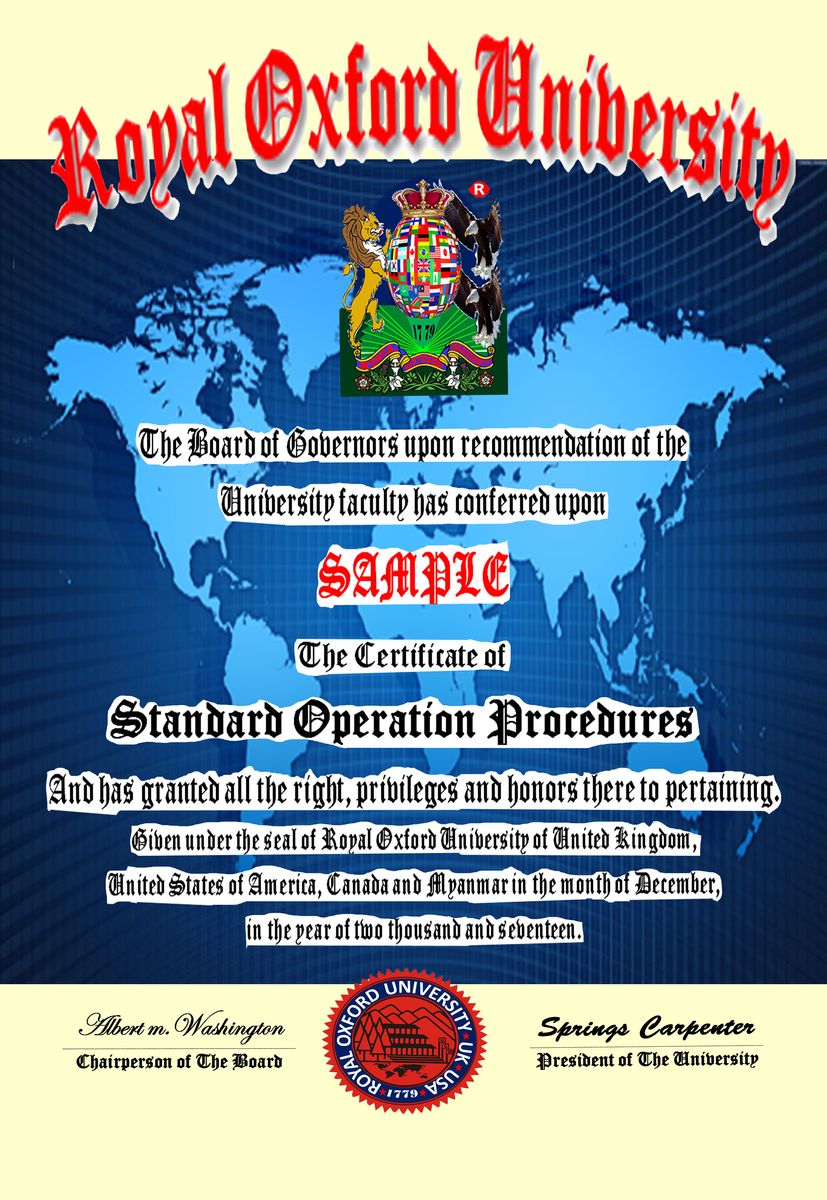 Royal Oxford University
R
1779
The Board of Governors upon recommendation of the
University faculty has conferred upon
SAMPLE
The Certificate of
Standard Operation Procedures
And has granted all the right, privileges and honors there to pertaining.
Given under the seal of Royal Oxford University of United Kingdom,
United States of America, Canada and Myanmar in the month of December,
in the year of two thousand and seventeen.
Albert m. Washington
Chairperson of The Board
ROYAL OXFORD UNIVERSITY ★ UK ★ USA ★ 1779 ★
Springs Carpenter
President of The University